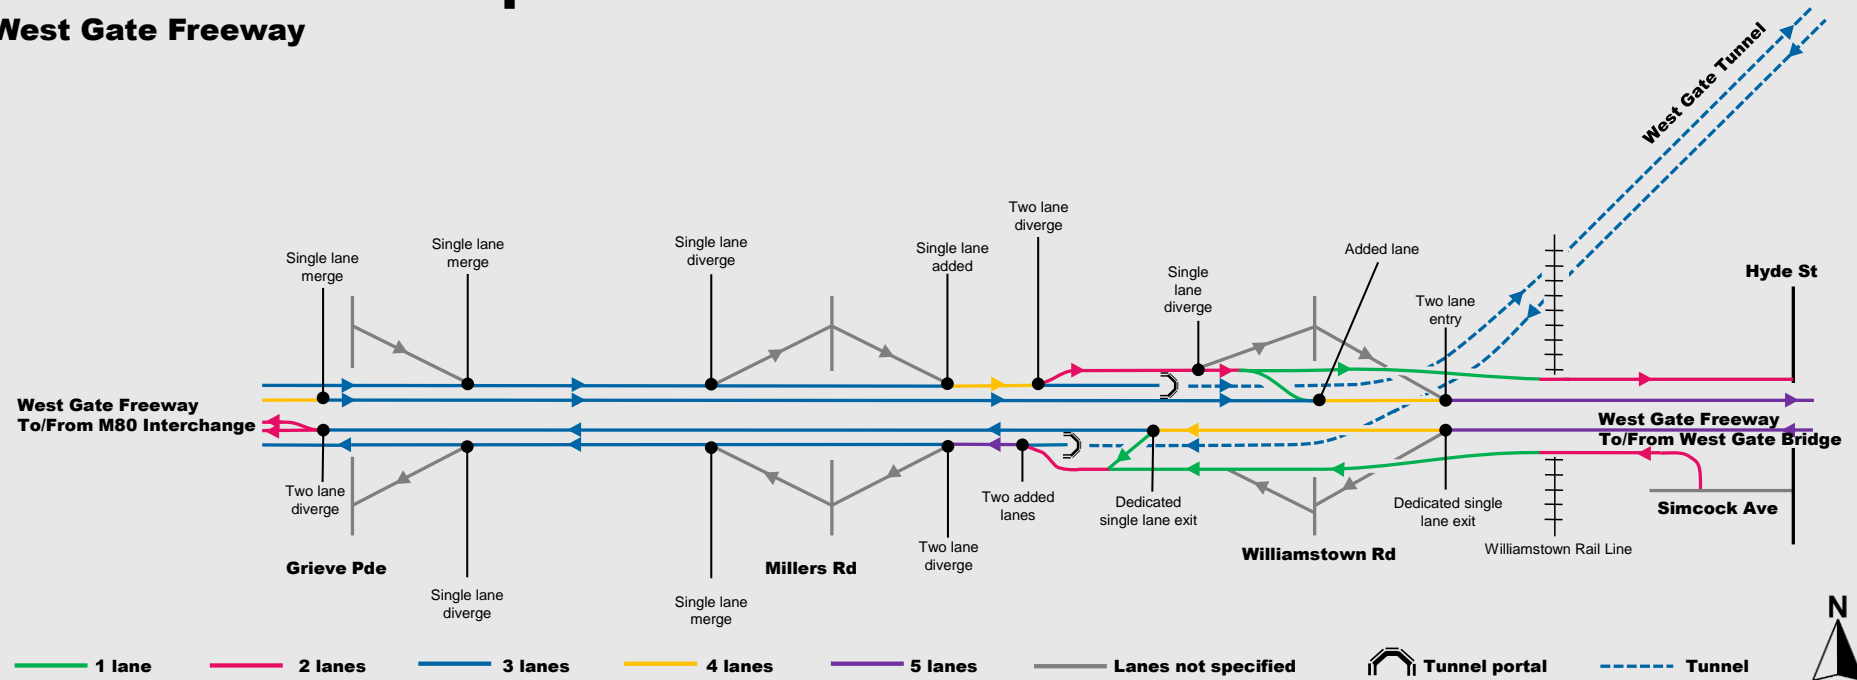 West Gate Freeway
West Gate Tunnel
Two lane
diverge
Single lane
merge
Single lane
merge
Single lane
diverge
Single lane
added
Single
lane
diverge
Added lane
Two lane
entry
Hyde St
West Gate Freeway
To/From M80 Interchange
West Gate Freeway
To/From West Gate Bridge
Two lane
diverge
Two added
lanes
Dedicated
single lane exit
Dedicated single
lane exit
Simcock Ave
Williamstown Rail Line
Grieve Pde
Millers Rd
Two lane
diverge
Williamstown Rd
Single lane
diverge
Single lane
merge
N
1 lane
2 lanes
3 lanes
4 lanes
5 lanes
Lanes not specified
Tunnel portal
Tunnel